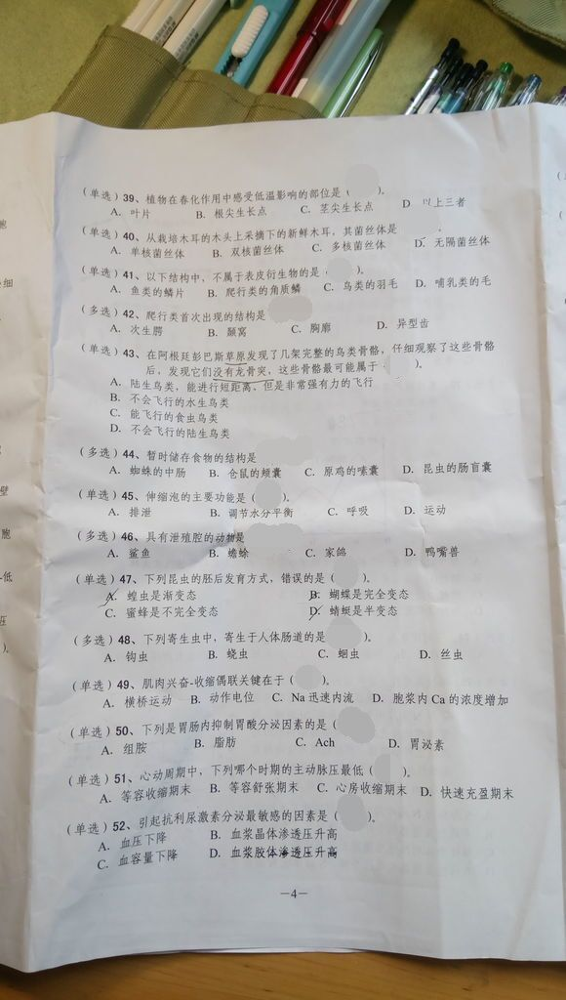 (单选) 39、植物在春化作用中感受低温影响的部位是( )。
A. 叶片 B. 根尖生长点 C. 茎尖生长点 D 以上三者
(单选) 40、从栽培木耳的木头上采摘下的新鲜木耳，其菌丝体是
A. 单核菌丝体 B. 双核菌丝体 C. 多核菌丝体 D. 无隔菌丝体
(单选) 41、以下结构中，不属于表皮衍生物的是( )。
A. 鱼类的鳞片 B. 爬行类的角质鳞 C. 鸟类的羽毛 D. 哺乳类的毛
(多选) 42、爬行类首次出现的结构是
A. 次生腭 B. 颞窝 C. 胸廓 D. 异型齿
(单选) 43、在阿根廷彭巴斯草原发现了几架完整的鸟类骨骼，仔细观察了这些骨骼
后，发现它们没有龙骨突，这些骨骼最可能属于 )。
A. 陆生鸟类，能进行短距离、但是非常强有力的飞行
B. 不会飞行的水生鸟类
C. 能飞行的食虫鸟类
D. 不会飞行的陆生鸟类
(多选) 44、暂时储存食物的结构是
A. 蜘蛛的中肠 B. 仓鼠的颊囊 C. 原鸡的嗉囊 D. 昆虫的肠盲囊
(单选) 45、伸缩泡的主要功能是( )。
A. 排泄 B. 调节水分平衡 C. 呼吸 D. 运动
(多选) 46、具有泄殖腔的动物是
A. 鲨鱼 B. 蟾蜍 C. 家鸽 D. 鸭嘴兽
(单选) 47、下列昆虫的胚后发育方式，错误的是( )。
A. 蝗虫是渐变态 B. 蝴蝶是完全变态
C. 蜜蜂是不完全变态 D. 蜻蜓是半变态
(多选) 48、下列寄生虫中，寄生于人体肠道的是( )。
A. 钩虫 B. 蛲虫 C. 蛔虫 D. 丝虫
(单选) 49、肌肉兴奋-收缩偶联关键在于( )。
A. 横桥运动 B. 动作电位 C. Na 迅速内流 D. 胞浆内 Ca 的浓度增加
(单选) 50、下列是胃肠内抑制胃酸分泌因素的是(
A. 组胺 B. 脂肪 C. Ach D. 胃泌素
(单选) 51、心动周期中，下列哪个时期的主动脉压最低( )。
A. 等容收缩期末 B. 等容舒张期末 C. 心房收缩期末 D. 快速充盈期末
(单选) 52、引起抗利尿激素分泌最敏感的因素是( )。
A. 血压下降 B. 血浆晶体渗透压升高
C. 血容量下降 D. 血浆胶体渗透压升高
—4—